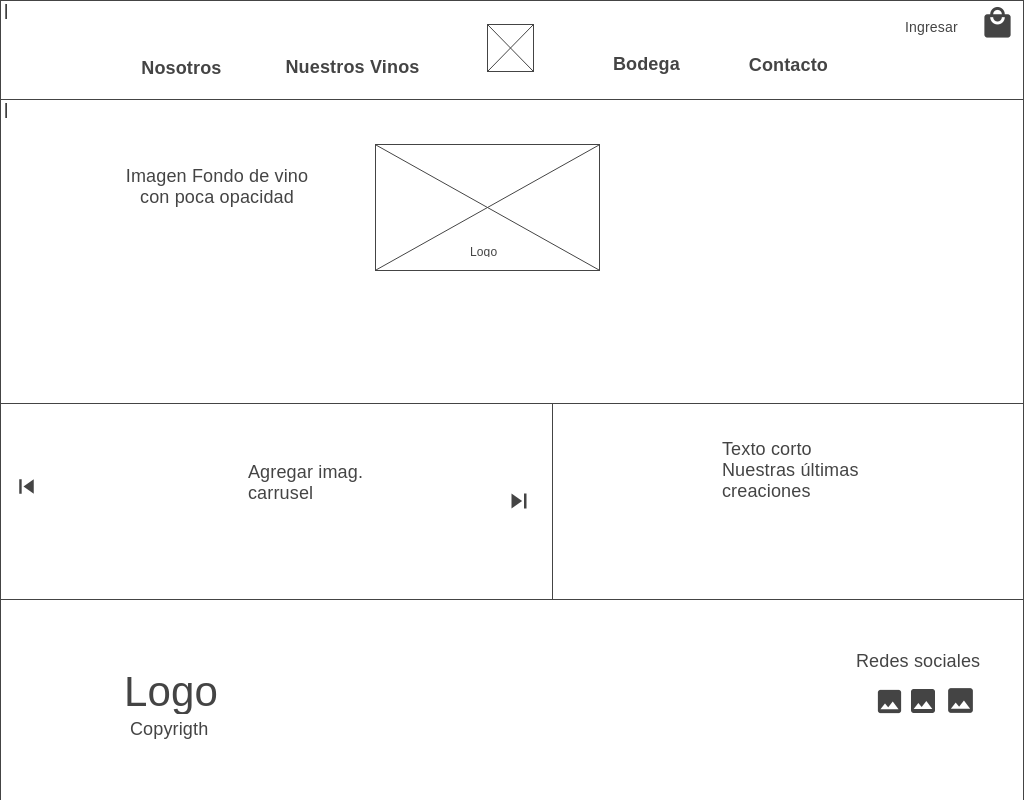 Ingresar
Nosotros
Nuestros Vinos
Bodega
Contacto
Imagen Fondo de vino
con poca opacidad
Logo
Agregar imag.
carrusel
Texto corto
Nuestras últimas
creaciones
Logo
Copyrigth
Redes sociales